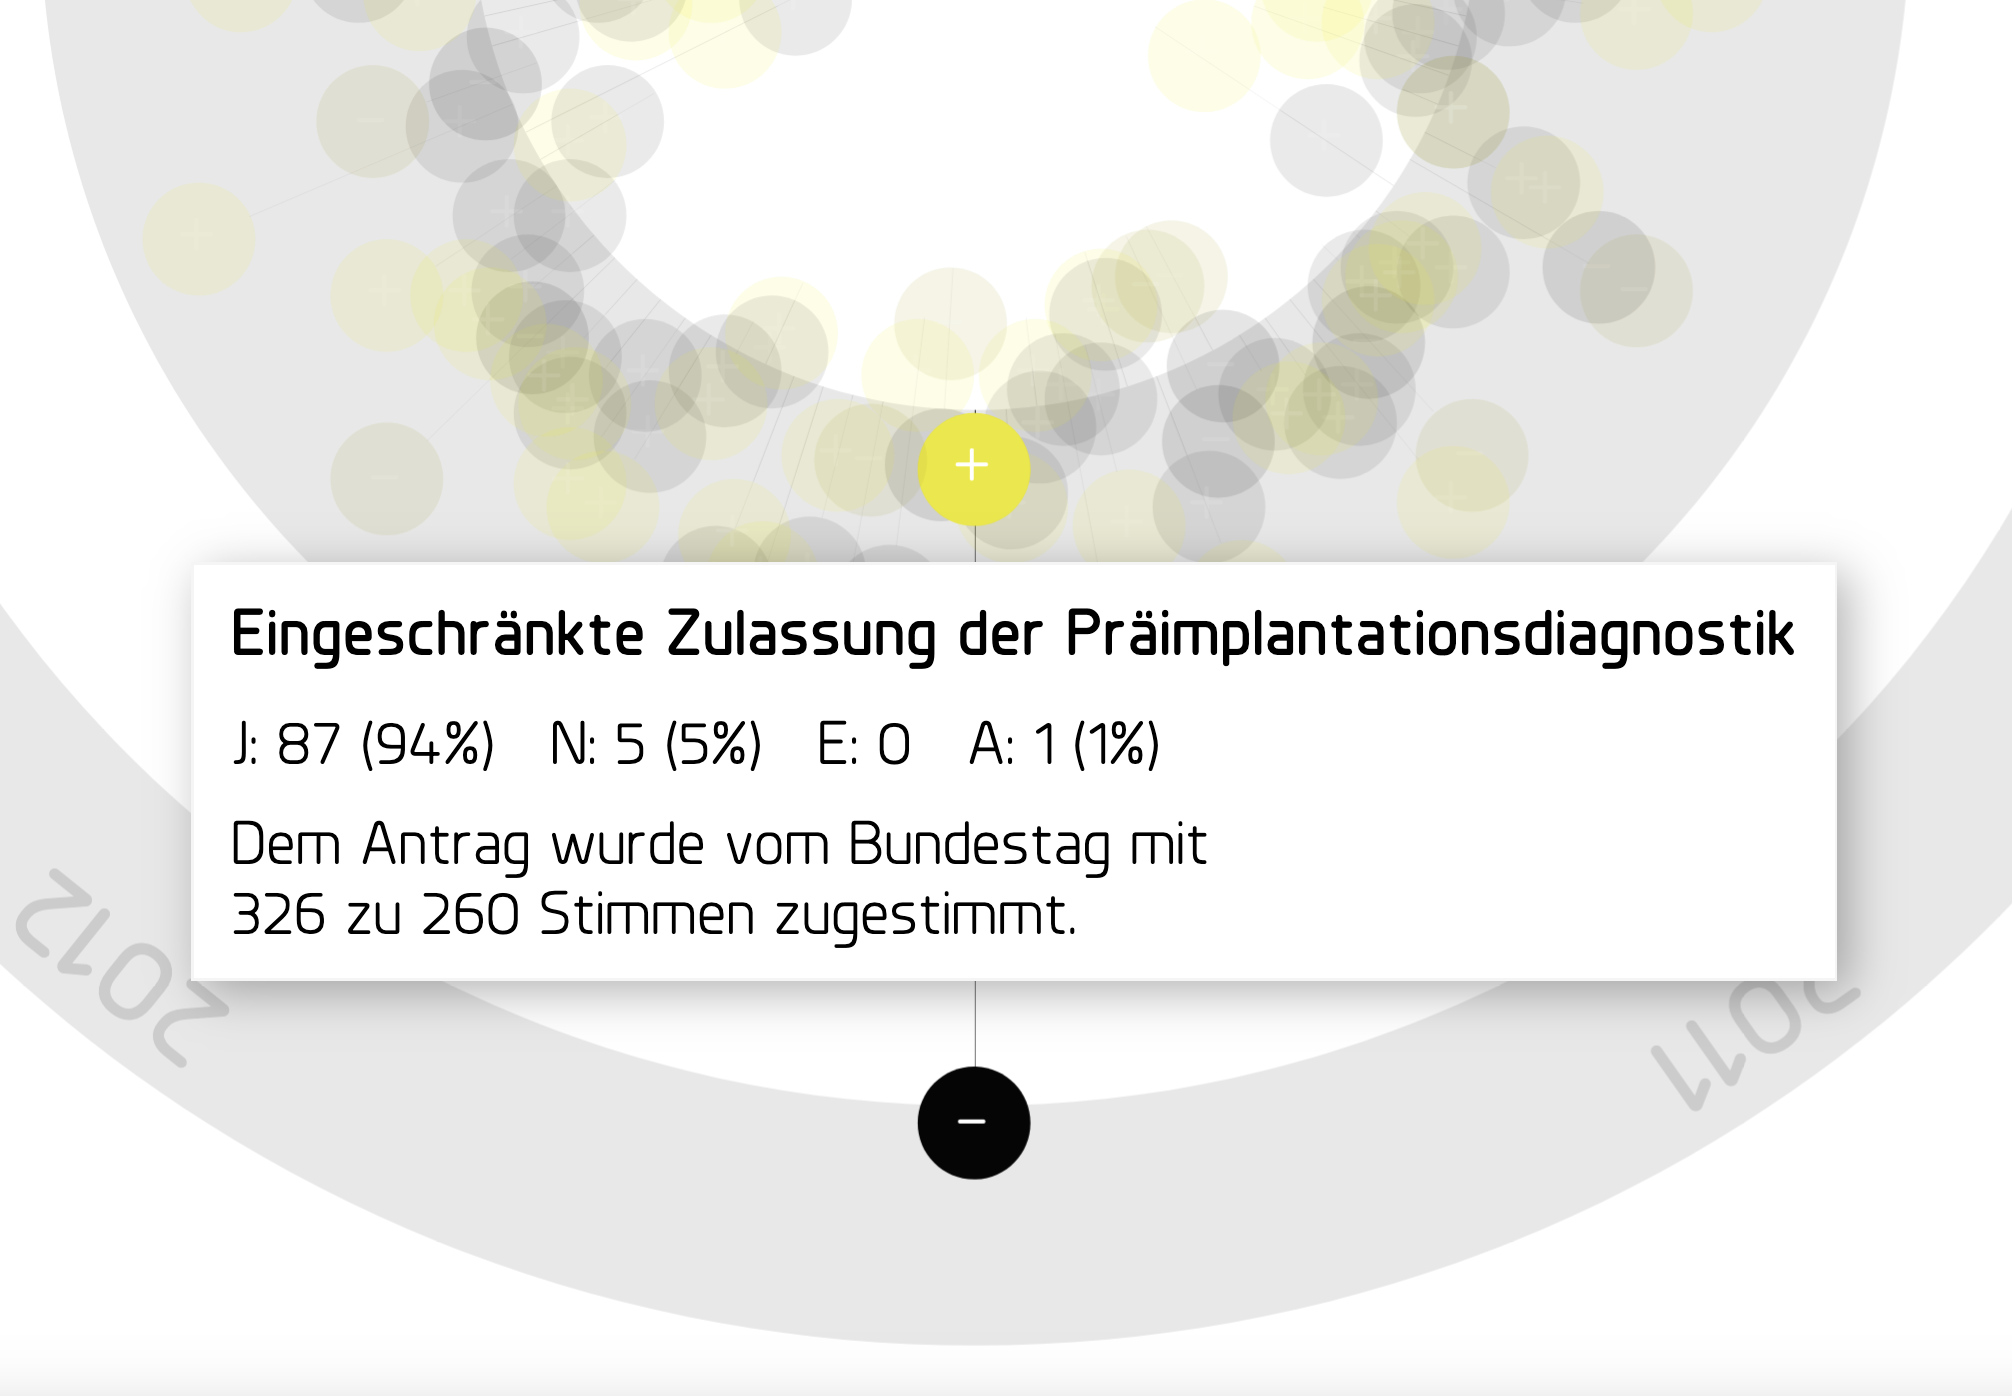 +
Eingeschränkte Zulassung der Präimplantationsdiagnostik
J: 87 (94%) N: 5 (5%) E: 0 A: 1 (1%)
Dem Antrag wurde vom Bundestag mit
326 zu 260 Stimmen zugestimmt.
2012
2011
−